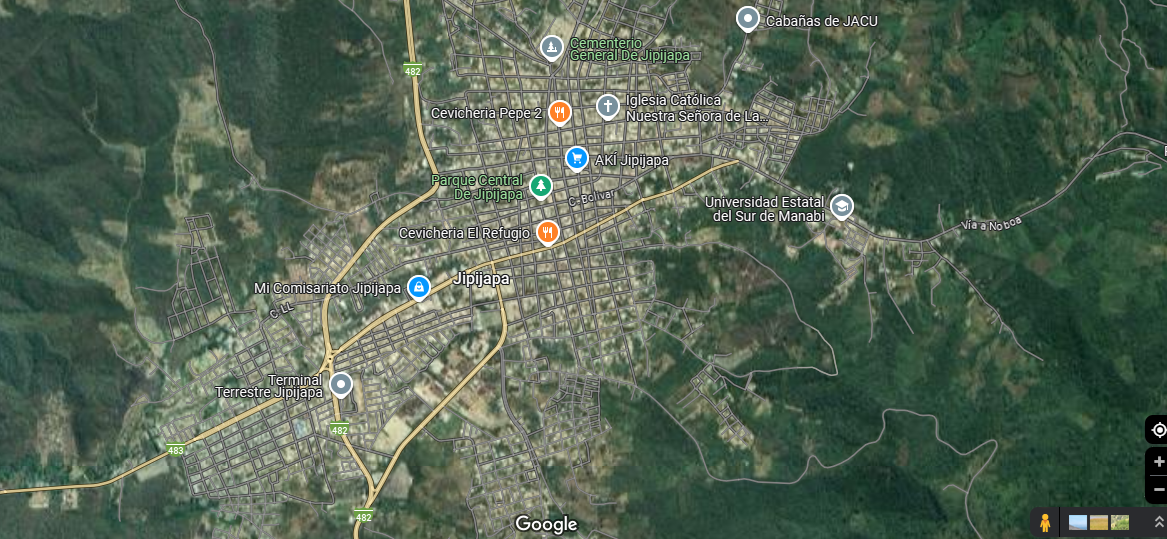 Cabañas de JACU
Cementerio
General De Jipijapa
482
Iglesia Católica
Nuestra Señora de La...
Cevicheria Pepe 2
AKÍ Jipijapa
Parque Central
De Jipijapa
C. Bolivar
Universidad Estatal
del Sur de Manabí
Vía a Noboa
Cevicheria El Refugio
Jipijapa
Mi Comisariato Jipijapa
C. LL
Terminal
Terrestre Jipijapa
482
483
482
Google